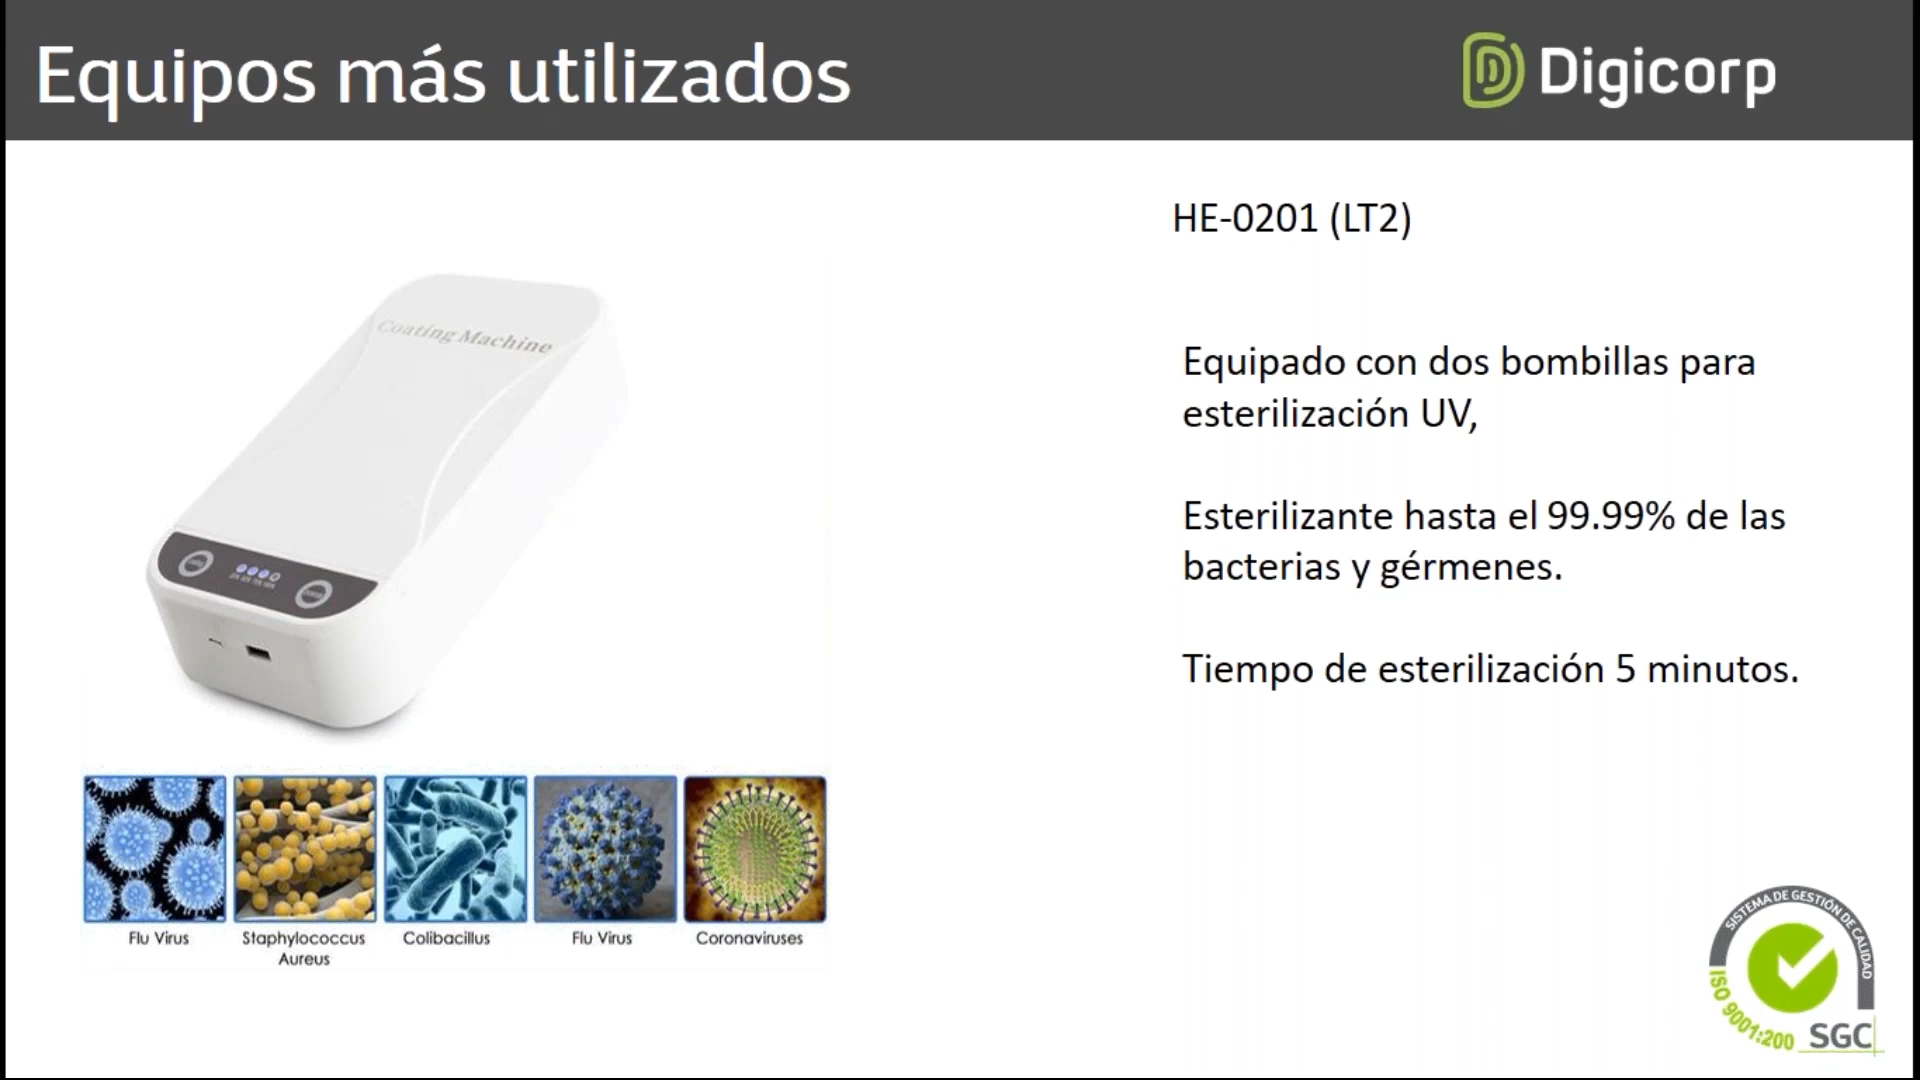 Equipos más utilizados
Digicorp
HE-0201 (LT2)
Equipado con dos bombillas para
esterilización UV,
Esterilizante hasta el 99.99% de las
bacterias y gérmenes.
Tiempo de esterilización 5 minutos.
Coating Machine
Flu Virus
Staphylococcus
Aureus
Colibacillus
Flu Virus
Coronaviruses
SISTEMA DE GESTIÓN DE CALIDAD
ISO 9001:200
SGC